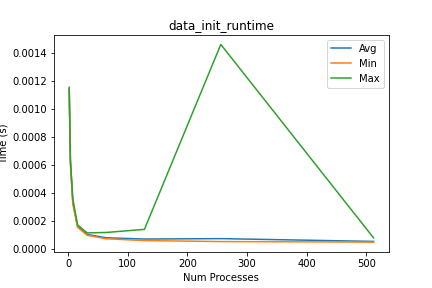 data_init_runtime
Avg
Min
Max
0.0014
0.0012
0.0010
0.0008
0.0006
0.0004
0.0002
0.0000
Time (s)
0
100
200
300
400
500
Num Processes